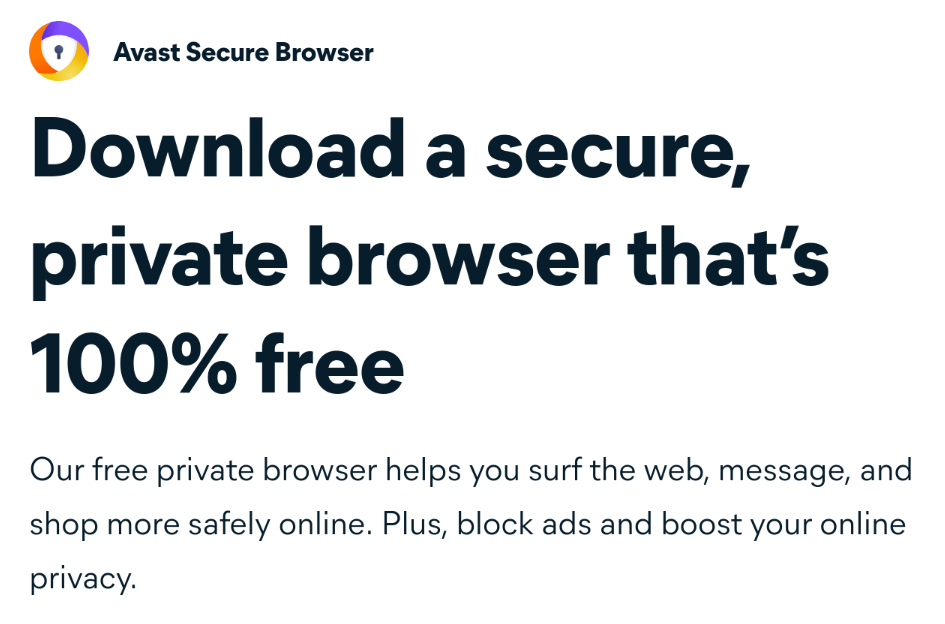 Avast Secure Browser
Download a secure,
private browser that’s
100% free
Our free private browser helps you surf the web, message, and
shop more safely online. Plus, block ads and boost your online
privacy.